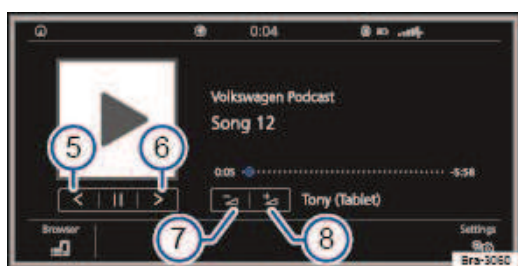 0:04
Volkswagen Podcast
Song 12
5
6
0:05
-5:58
< II >
Tony (Tablet)
7
8
Browser
Settings
Bra-3060